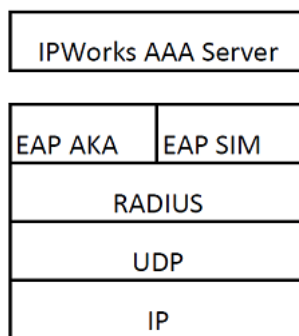 IPWorks AAA Server
EAP AKA EAP SIM
RADIUS
UDP
IP